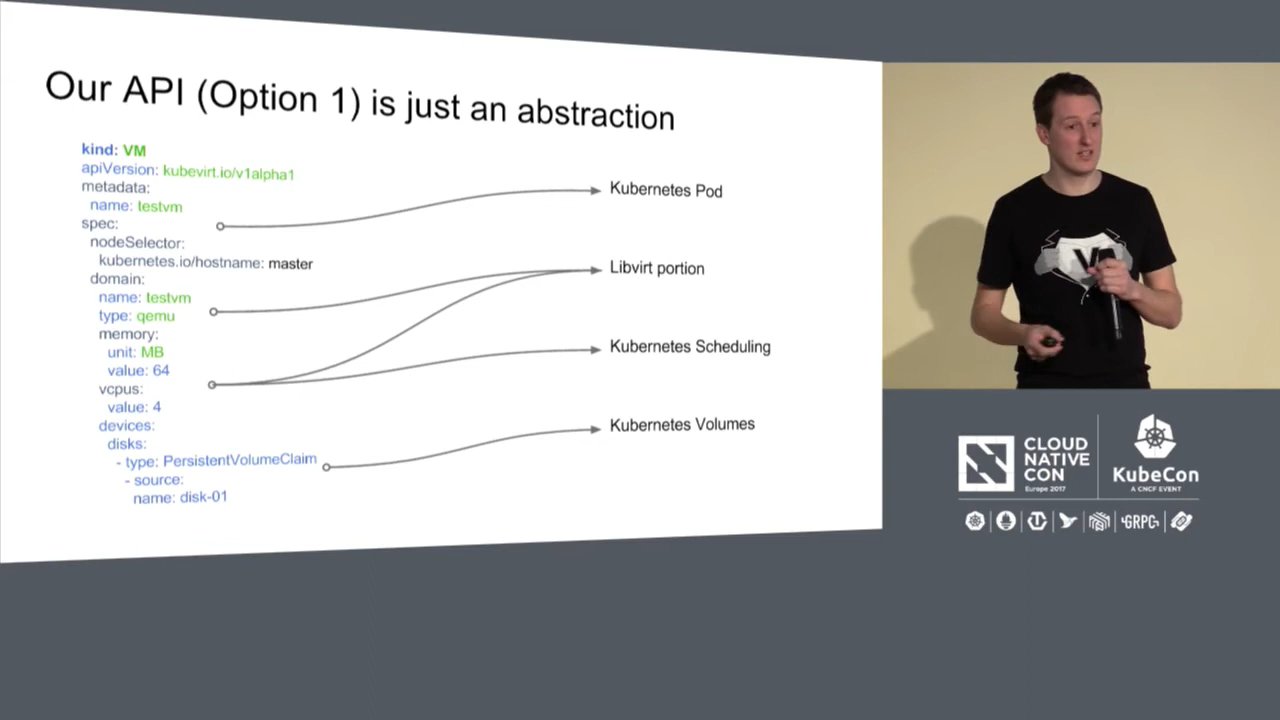 Our API (Option 1) is just an abstraction
kind: VM
apiVersion: kubevirt.io/v1alpha1
metadata:
name: testvm
spec:
nodeSelector:
kubernetes.io/hostname: master
domain:
name: testvm
type: qemu
memory:
unit: MB
value: 64
vcpus:
value: 4
devices:
disks:
- type: PersistentVolumeClaim
- source:
name: disk-01
Kubernetes Pod
Libvirt portion
Kubernetes Scheduling
Kubernetes Volumes
CLOUD
NATIVE
CON
Europe 2017
KubeCon
A CNCF EVENT
GRPC